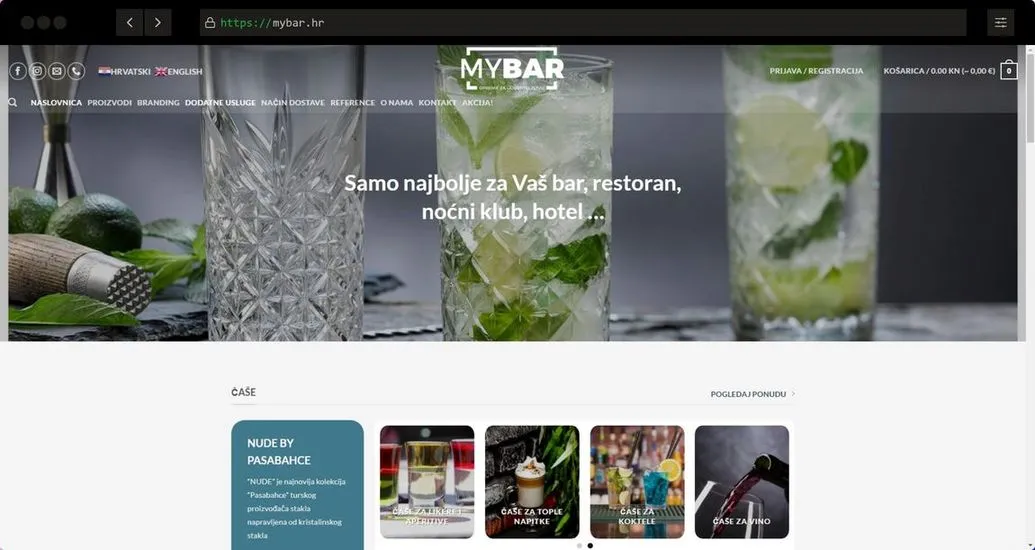 https://mybar.hr
HRVATSKI ENGLISH
MYBAR
PRIJAVA / REGISTRACIJA
KOŠARICA / 0.00 KN (~ 0,00 €)
0
NASLOVNICA PROIZVODI BRANDING DODATNE USLUGE NAČIN DOSTAVE REFERENCE O NAMA KONTAKT AKCIJA!
Samo najbolje za Vaš bar, restoran,
noćni klub, hotel ...
ČAŠE
POGLEDAJ PONUDU
NUDE BY
PASABAHCE
"NUDE" je najnovija kolekcija
"Pasabahce" turskog
proizvođača stakla
napravljena od kristalinskog
stakla
ČAŠE ZA LIKERE I
APERITIVE
ČAŠE ZA TOPLE
NAPITKE
ČAŠE ZA
KOKTELE
ČAŠE ZA VINO